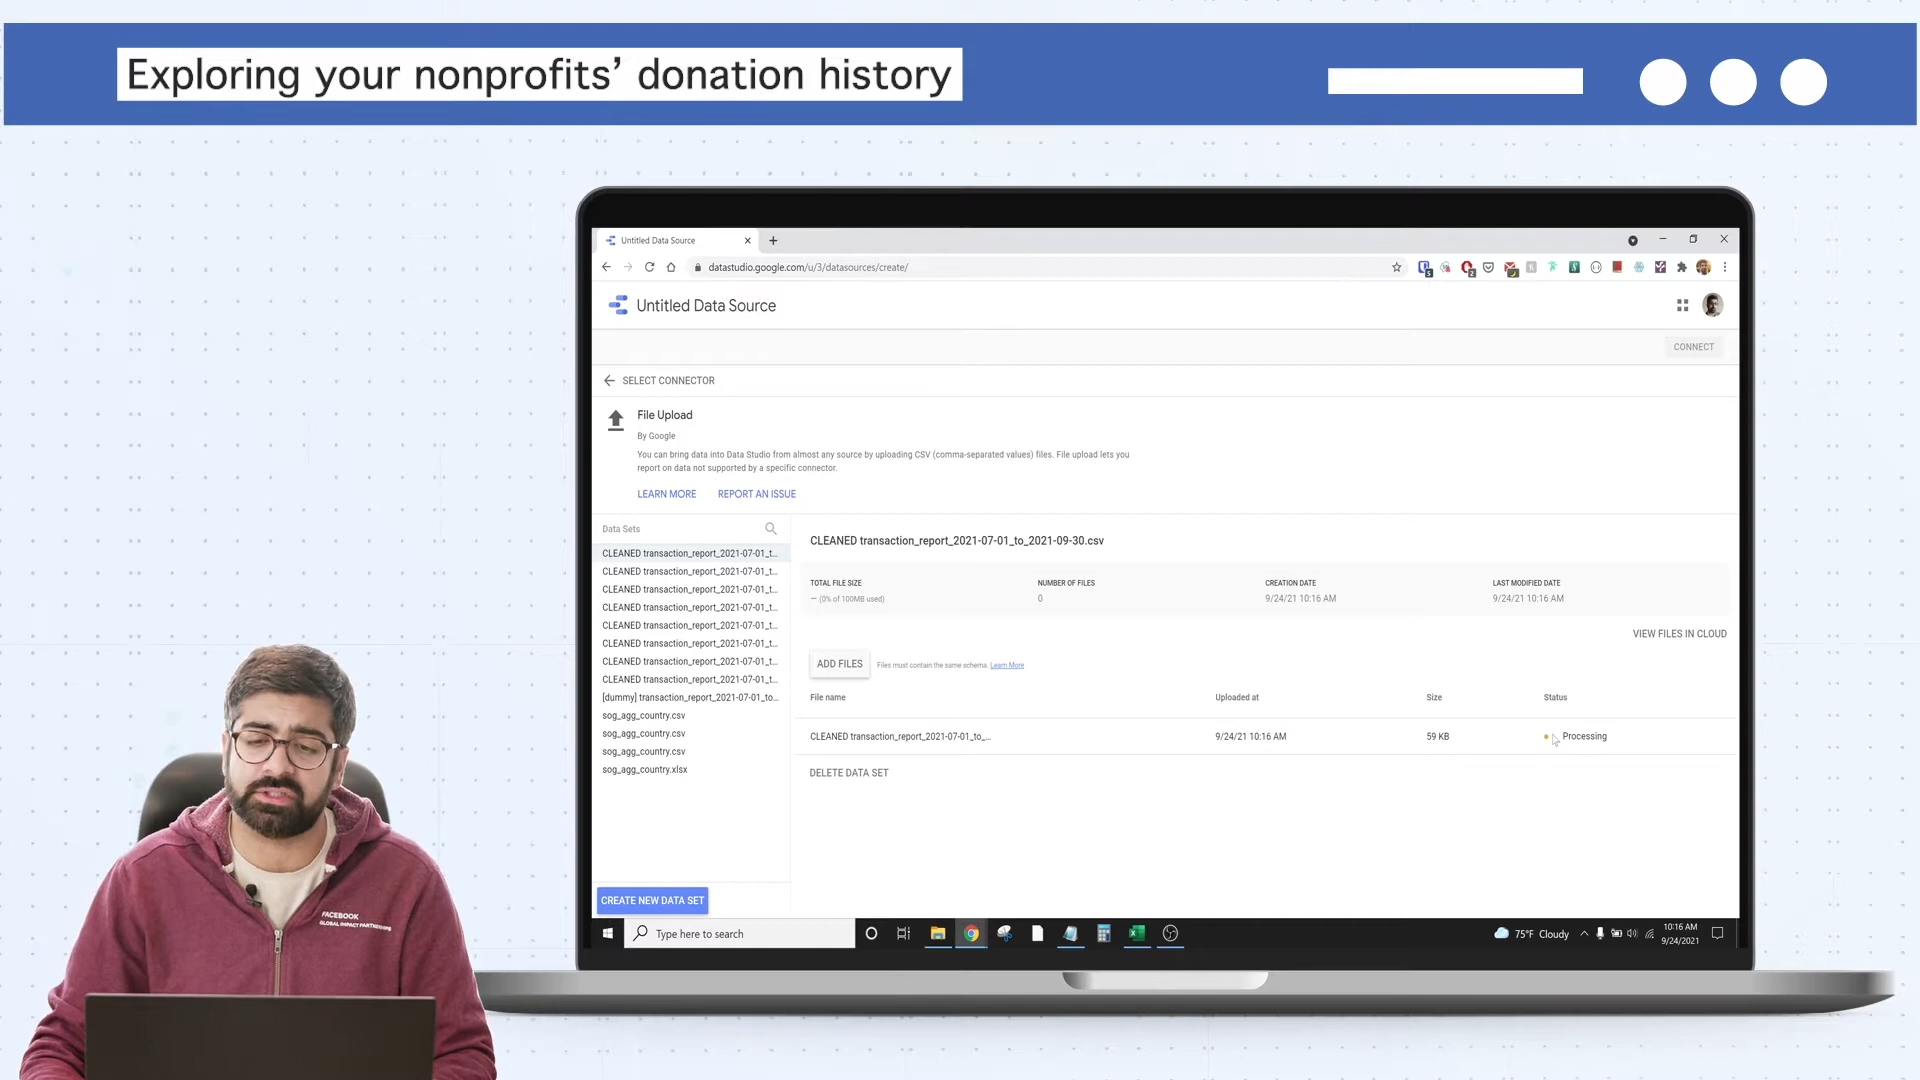 Exploring your nonprofits’ donation history
Untitled Data Source
datastudio.google.com/u/3/datasources/create/
Untitled Data Source
CONNECT
SELECT CONNECTOR
File Upload
By Google
You can bring data into Data Studio from almost any source by uploading CSV (comma-separated values) files. File upload lets you
report on data not supported by a specific connector.
LEARN MORE REPORT AN ISSUE
Data Sets
CLEANED transaction_report_2021-07-01_t...
CLEANED transaction_report_2021-07-01_t...
CLEANED transaction_report_2021-07-01_t...
CLEANED transaction_report_2021-07-01_t...
CLEANED transaction_report_2021-07-01_t...
CLEANED transaction_report_2021-07-01_t...
CLEANED transaction_report_2021-07-01_t...
CLEANED transaction_report_2021-07-01_t...
[dummy] transaction_report_2021-07-01_to...
sog_agg_country.csv
sog_agg_country.csv
sog_agg_country.csv
sog_agg_country.xlsx
CREATE NEW DATA SET
CLEANED transaction_report_2021-07-01_to_2021-09-30.csv
TOTAL FILE SIZE NUMBER OF FILES CREATION DATE LAST MODIFIED DATE
— (0% of 100MB used) 0 9/24/21 10:16 AM 9/24/21 10:16 AM
VIEW FILES IN CLOUD
ADD FILES Files must contain the same schema. Learn More
File name Uploaded at Size Status
CLEANED transaction_report_2021-07-01_to_... 9/24/21 10:16 AM 59 KB Processing
DELETE DATA SET
Type here to search
75°F Cloudy
10:16 AM
9/24/2021
FACEBOOK
GLOBAL IMPACT PARTNERSHIPS